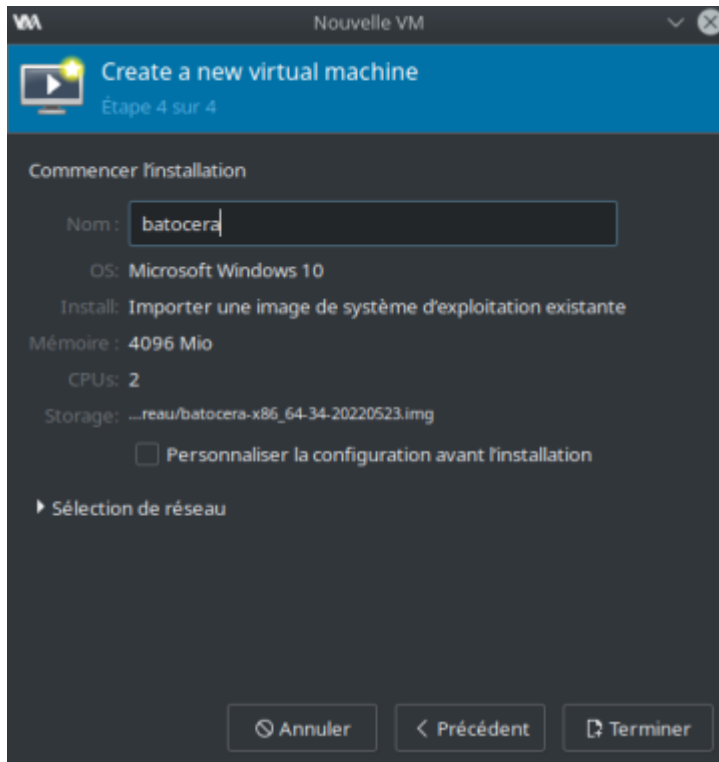 Nouvelle VM
Create a new virtual machine
Étape 4 sur 4
Commencer l'installation
Nom : batocera
OS: Microsoft Windows 10
Install: Importer une image de système d'exploitation existante
Mémoire : 4096 Mio
CPUs: 2
Storage: ...reau/batocera-x86_64-34-20220523.img
Personnaliser la configuration avant l'installation
Sélection de réseau
Annuler Précédent Terminer